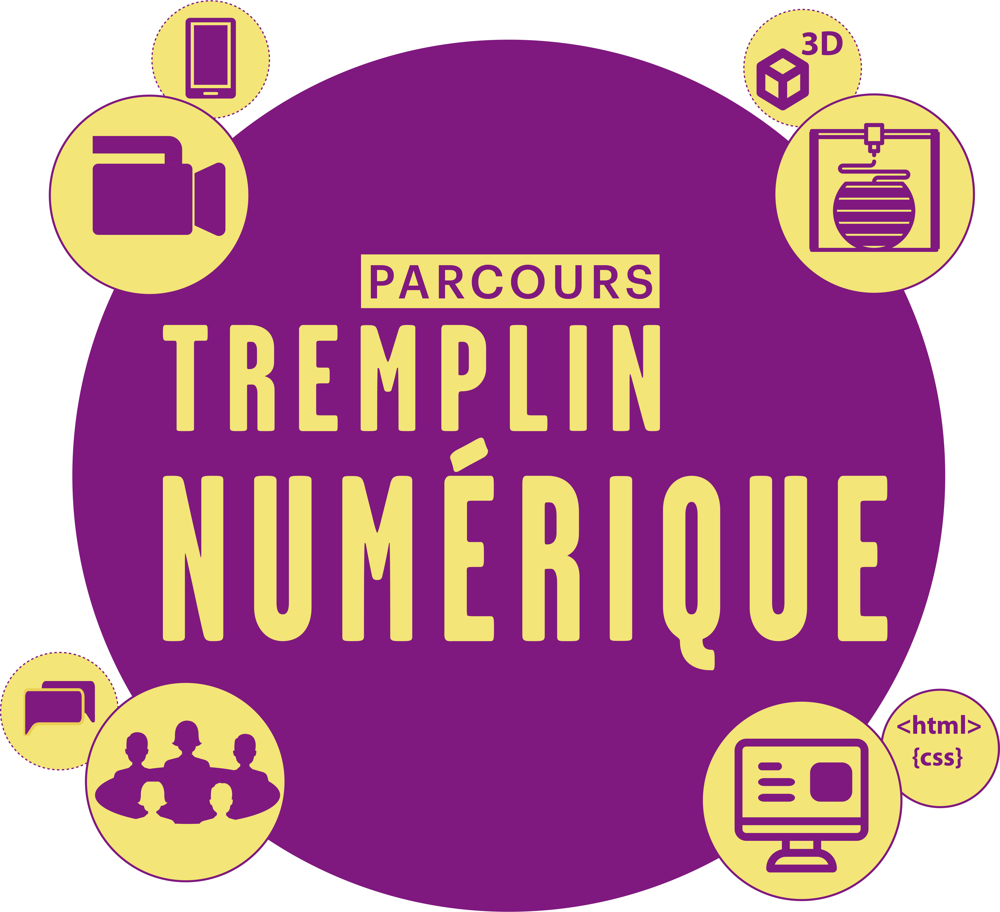 3D
PARCOURS
TREMPLIN
NUMÉRIQUE
<html>
{css}